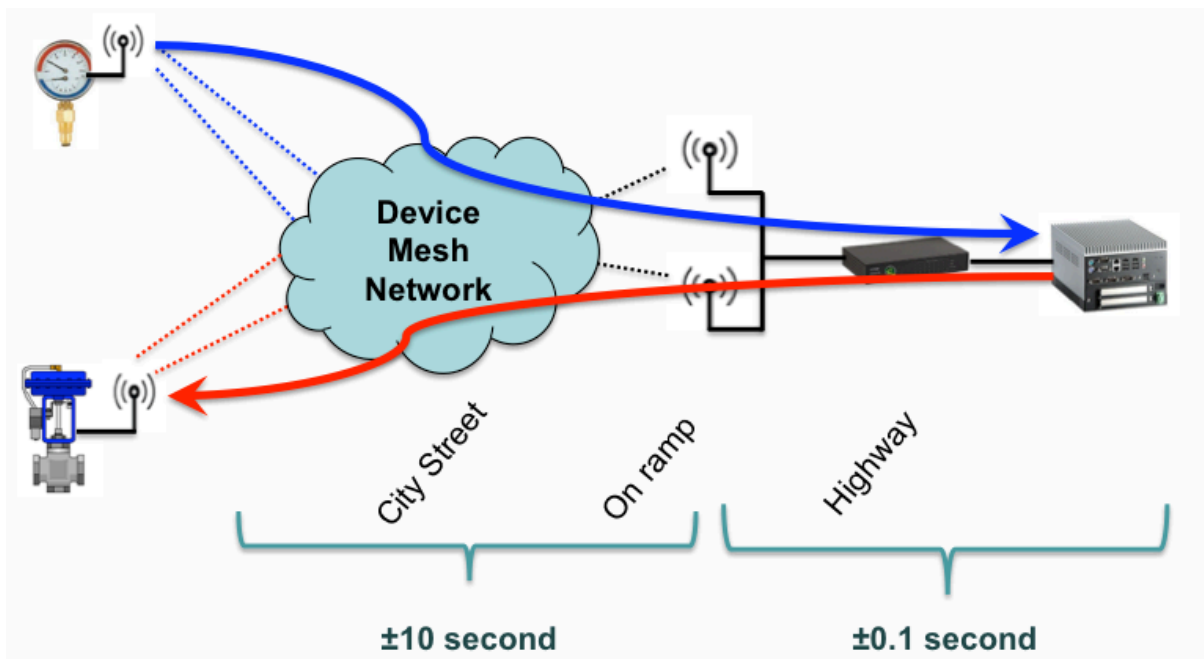 Device
Mesh
Network
City Street
On ramp
Highway
±10 second
±0.1 second